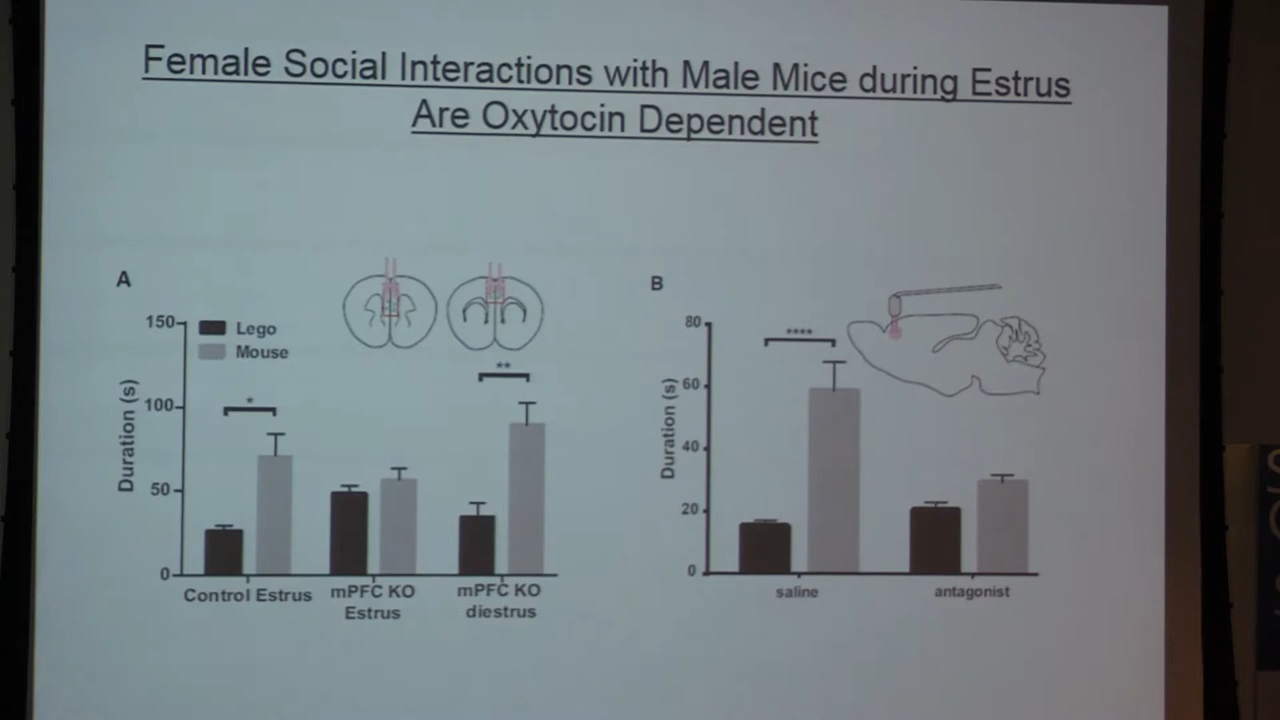 Female Social Interactions with Male Mice during Estrus
Are Oxytocin Dependent
A
150
100
50
0
Duration (s)
Lego
Mouse
*
**
Control Estrus
mPFC KO
Estrus
mPFC KO
diestrus
B
80
60
40
20
0
Duration (s)
****
saline
antagonist